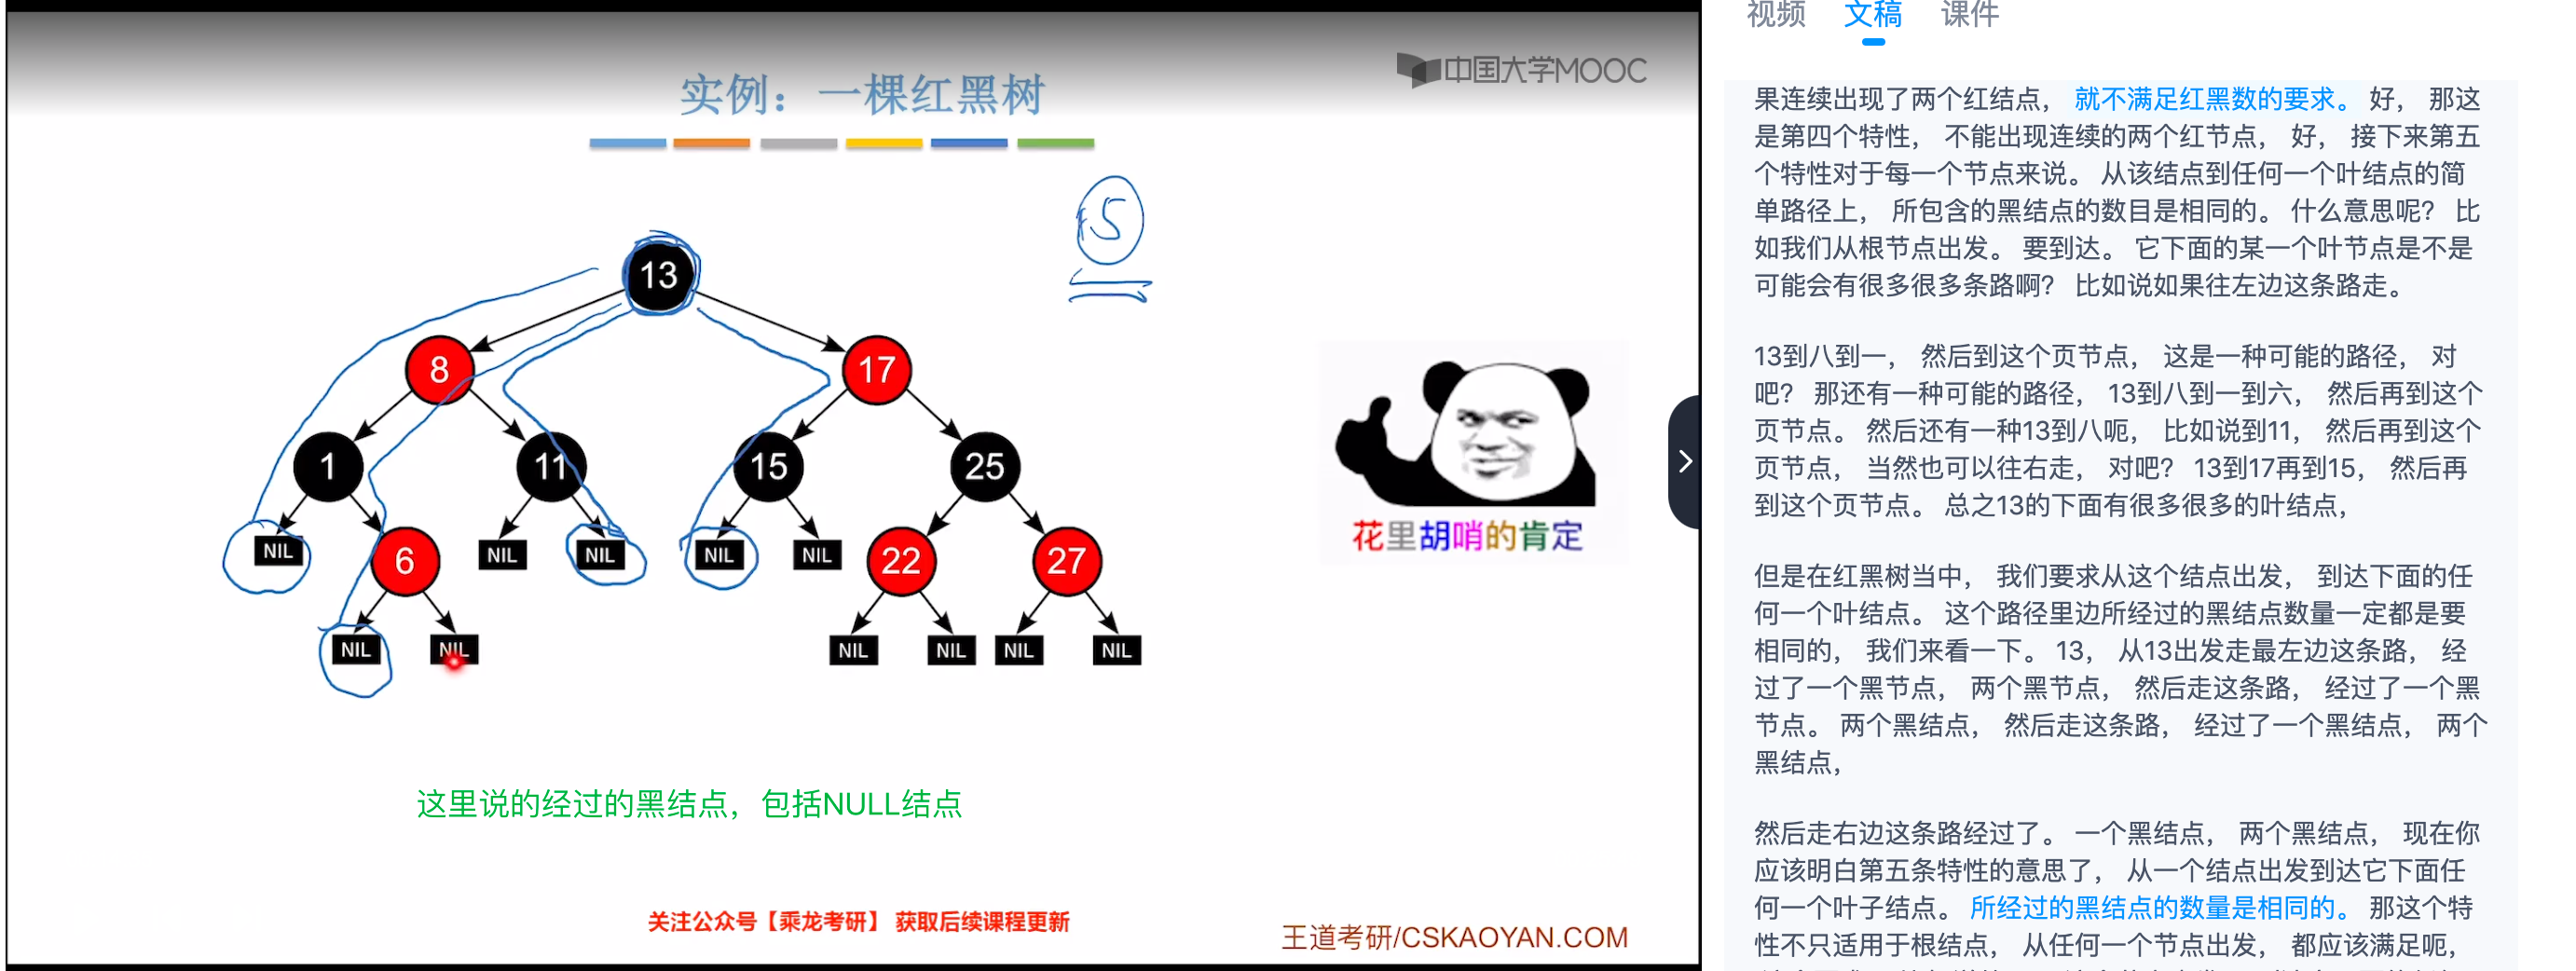 中国大学MOOC
实例：一棵红黑树
5
13
8
17
1
11
15
25
NIL
6
NIL
NIL
NIL
NIL
22
27
NIL
NIL
NIL
NIL
NIL
NIL
花里胡哨的肯定
这里说的经过的黑结点，包括NULL结点
关注公众号【乘龙考研】 获取后续课程更新
王道考研/CSKAOYAN.COM
视频 文稿 课件
果连续出现了两个红结点， 就不满足红黑数的要求。 好， 那这
是第四个特性， 不能出现连续的两个红节点， 好， 接下来第五
个特性对于每一个节点来说。 从该结点到任何一个叶结点的简
单路径上， 所包含的黑结点的数目是相同的。 什么意思呢？ 比
如我们从根节点出发。 要到达。 它下面的某一个叶节点是不是
可能会有很多很多条路啊？ 比如说如果往左边这条路走。
13到八到一， 然后到这个页节点， 这是一种可能的路径， 对
吧？ 那还有一种可能的路径， 13到八到一到六， 然后再到这个
页节点。 然后还有一种13到八呃， 比如说到11， 然后再到这个
页节点， 当然也可以往右走， 对吧？ 13到17再到15， 然后再
到这个页节点。 总之13的下面有很多很多的叶结点，
但是在红黑树当中， 我们要求从这个结点出发， 到达下面的任
何一个叶结点。 这个路径里边所经过的黑结点数量一定都是要
相同的， 我们来看一下。 13， 从13出发走最左边这条路， 经
过了一个黑节点， 两个黑节点， 然后走这条路， 经过了一个黑
节点。 两个黑结点， 然后走这条路， 经过了一个黑结点， 两个
黑结点，
然后走右边这条路经过了。 一个黑结点， 两个黑结点， 现在你
应该明白第五条特性的意思了， 从一个结点出发到达它下面任
何一个叶子结点。 所经过的黑结点的数量是相同的。 那这个特
性不只适用于根结点， 从任何一个节点出发， 都应该满足呃，